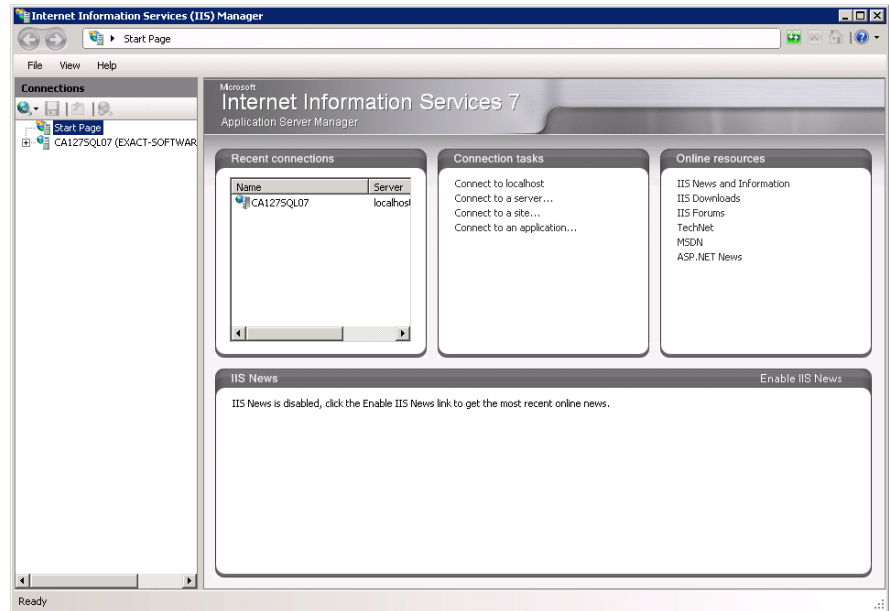 Internet Information Services (IIS) Manager
Start Page
File View Help
Connections
Start Page
CA127SQL07 (EXACT-SOFTWAR
Microsoft
Internet Information Services 7
Application Server Manager
Recent connections
Name Server
CA127SQL07 localhost
Connection tasks
Connect to localhost
Connect to a server...
Connect to a site...
Connect to an application...
Online resources
IIS News and Information
IIS Downloads
IIS Forums
TechNet
MSDN
ASP.NET News
IIS News Enable IIS News
IIS News is disabled, click the Enable IIS News link to get the most recent online news.
Ready